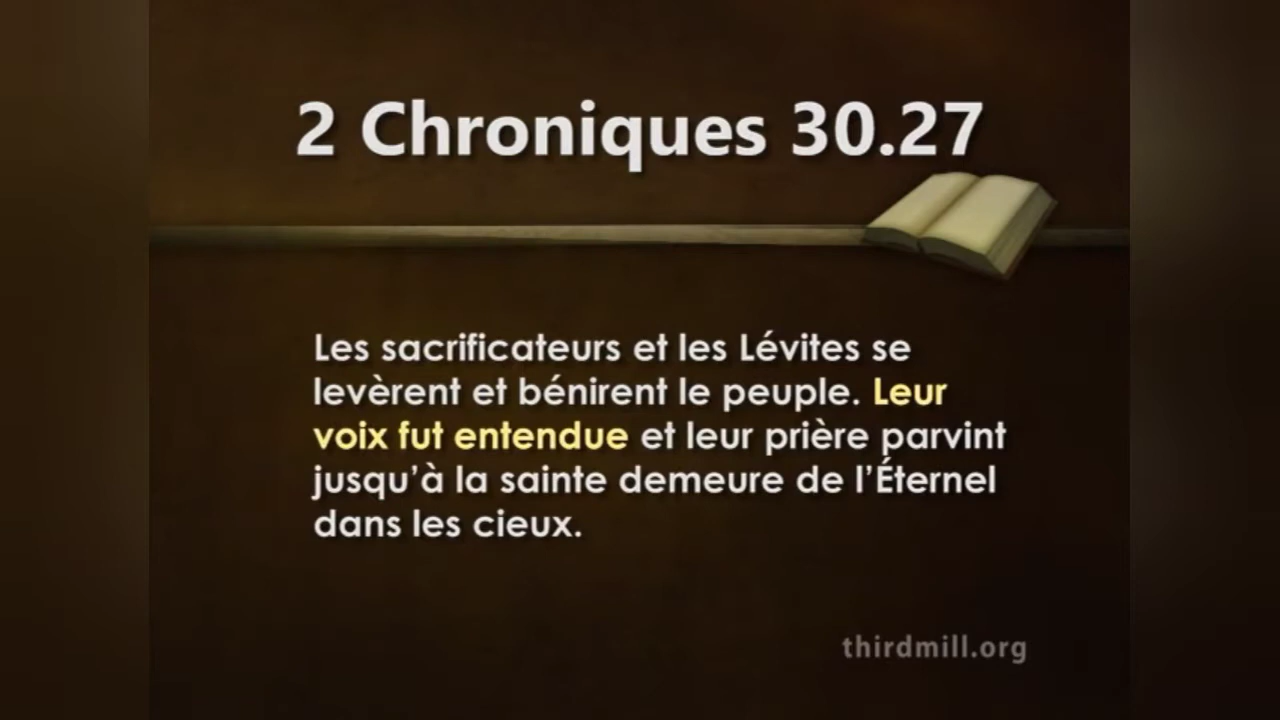 2 Chroniques 30.27
Les sacrificateurs et les Lévites se
levèrent et bénirent le peuple. Leur
voix fut entendue et leur prière parvint
jusqu’à la sainte demeure de l’Éternel
dans les cieux.
thirdmill.org